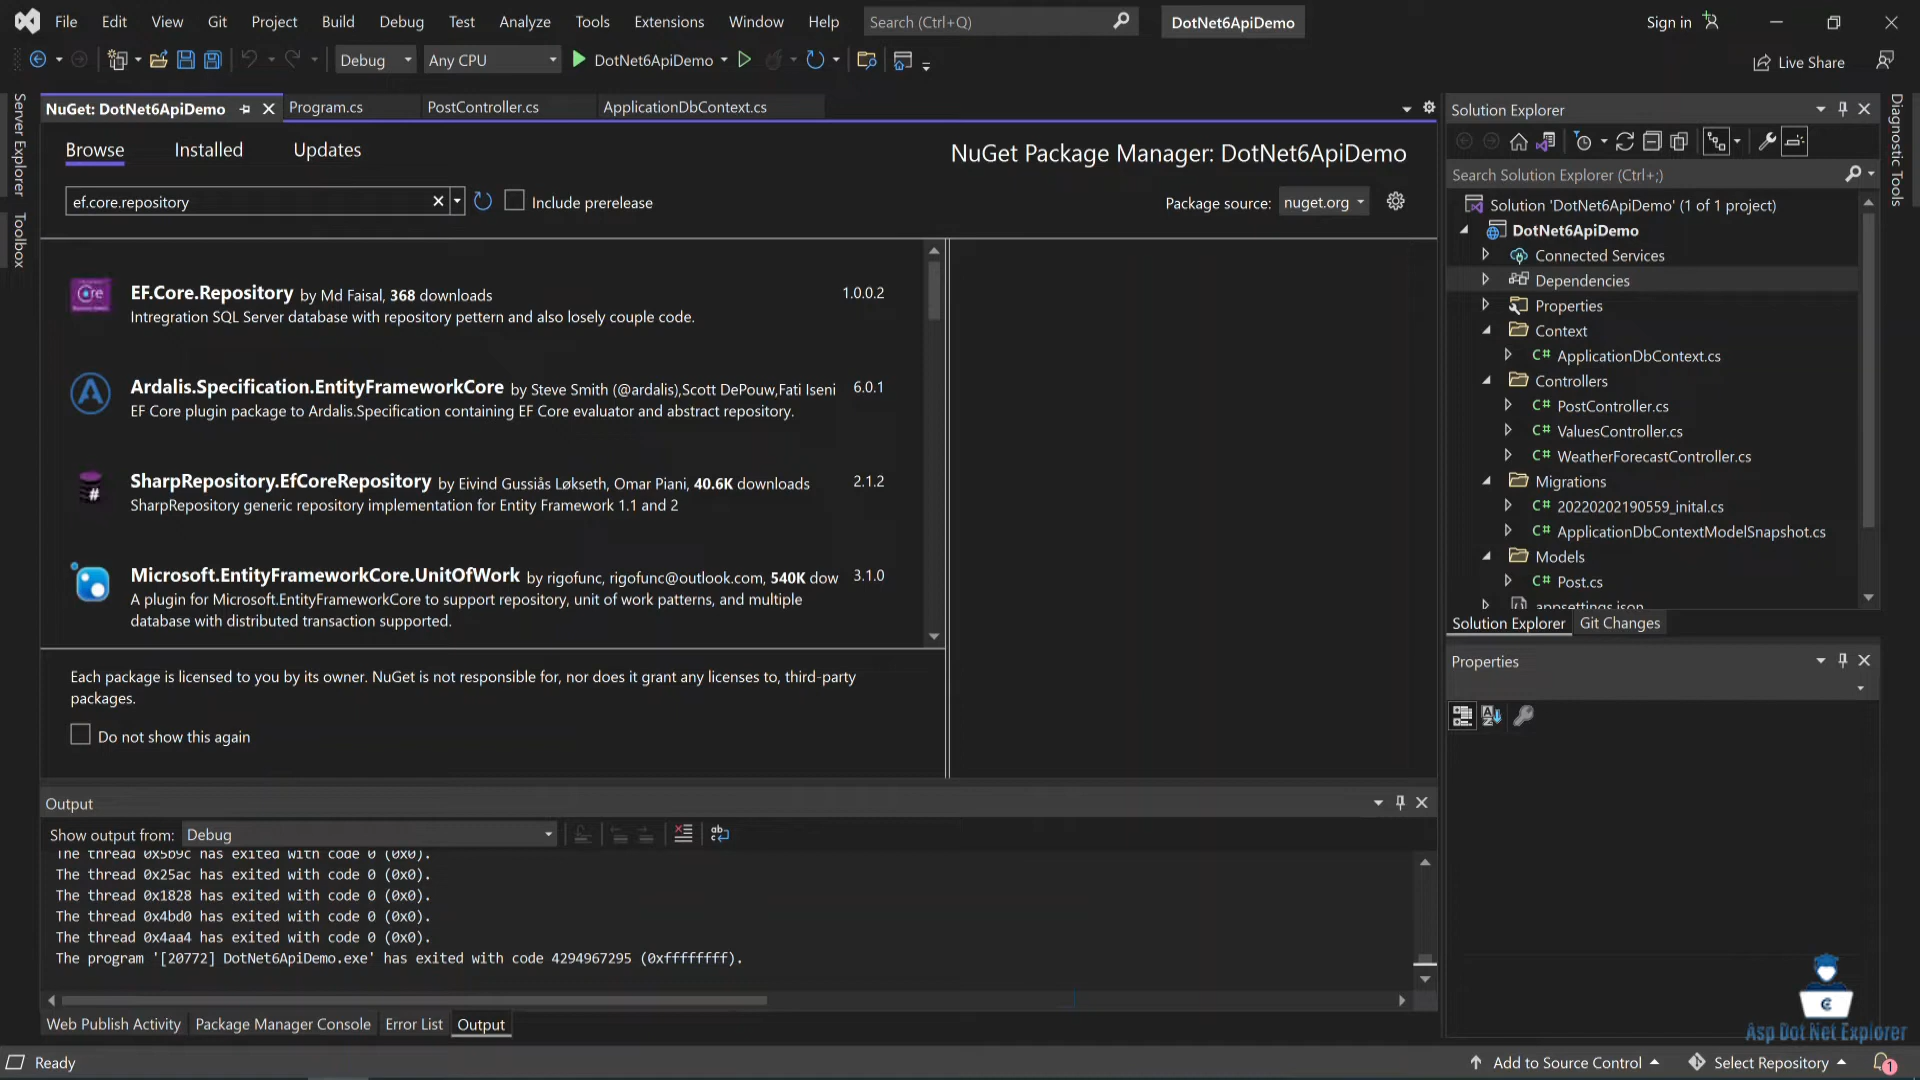 File Edit View Git Project Build Debug Test Analyze Tools Extensions Window Help Search (Ctrl+Q) DotNet6ApiDemo Sign in
Debug Any CPU DotNet6ApiDemo Live Share
Server Explorer
Toolbox
NuGet: DotNet6ApiDemo Program.cs PostController.cs ApplicationDbContext.cs
Browse Installed Updates NuGet Package Manager: DotNet6ApiDemo
ef.core.repository Include prerelease Package source: nuget.org
EF.Core.Repository by Md Faisal, 368 downloads 1.0.0.2
Intregration SQL Server database with repository pettern and also losely couple code.
Ardalis.Specification.EntityFrameworkCore by Steve Smith (@ardalis),Scott DePouw,Fati Iseni 6.0.1
EF Core plugin package to Ardalis.Specification containing EF Core evaluator and abstract repository.
SharpRepository.EfCoreRepository by Eivind Gussiås Løkseth, Omar Piani, 40.6K downloads 2.1.2
SharpRepository generic repository implementation for Entity Framework 1.1 and 2
Microsoft.EntityFrameworkCore.UnitOfWork by rigofunc, rigofunc@outlook.com, 540K dow 3.1.0
A plugin for Microsoft.EntityFrameworkCore to support repository, unit of work patterns, and multiple
database with distributed transaction supported.
Each package is licensed to you by its owner. NuGet is not responsible for, nor does it grant any licenses to, third-party
packages.
Do not show this again
Output
Show output from: Debug
The thread 0x5b9c has exited with code 0 (0x0).
The thread 0x25ac has exited with code 0 (0x0).
The thread 0x1828 has exited with code 0 (0x0).
The thread 0x4bd0 has exited with code 0 (0x0).
The thread 0x4aa4 has exited with code 0 (0x0).
The program '[20772] DotNet6ApiDemo.exe' has exited with code 4294967295 (0xffffffff).
Web Publish Activity Package Manager Console Error List Output
Solution Explorer
Search Solution Explorer (Ctrl+;)
Solution 'DotNet6ApiDemo' (1 of 1 project)
DotNet6ApiDemo
Connected Services
Dependencies
Properties
Context
C# ApplicationDbContext.cs
Controllers
C# PostController.cs
C# ValuesController.cs
C# WeatherForecastController.cs
Migrations
C# 20220202190559_inital.cs
C# ApplicationDbContextModelSnapshot.cs
Models
C# Post.cs
appsettings.json
Solution Explorer Git Changes
Properties
Diagnostic Tools
Asp Dot Net Explorer
Ready Add to Source Control Select Repository 1